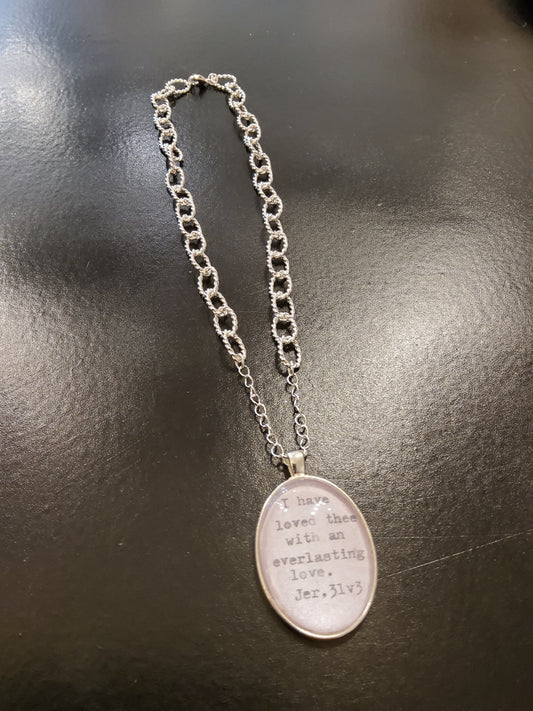 I have
loved thee
with an
everlasting
love.
Jer.31v3